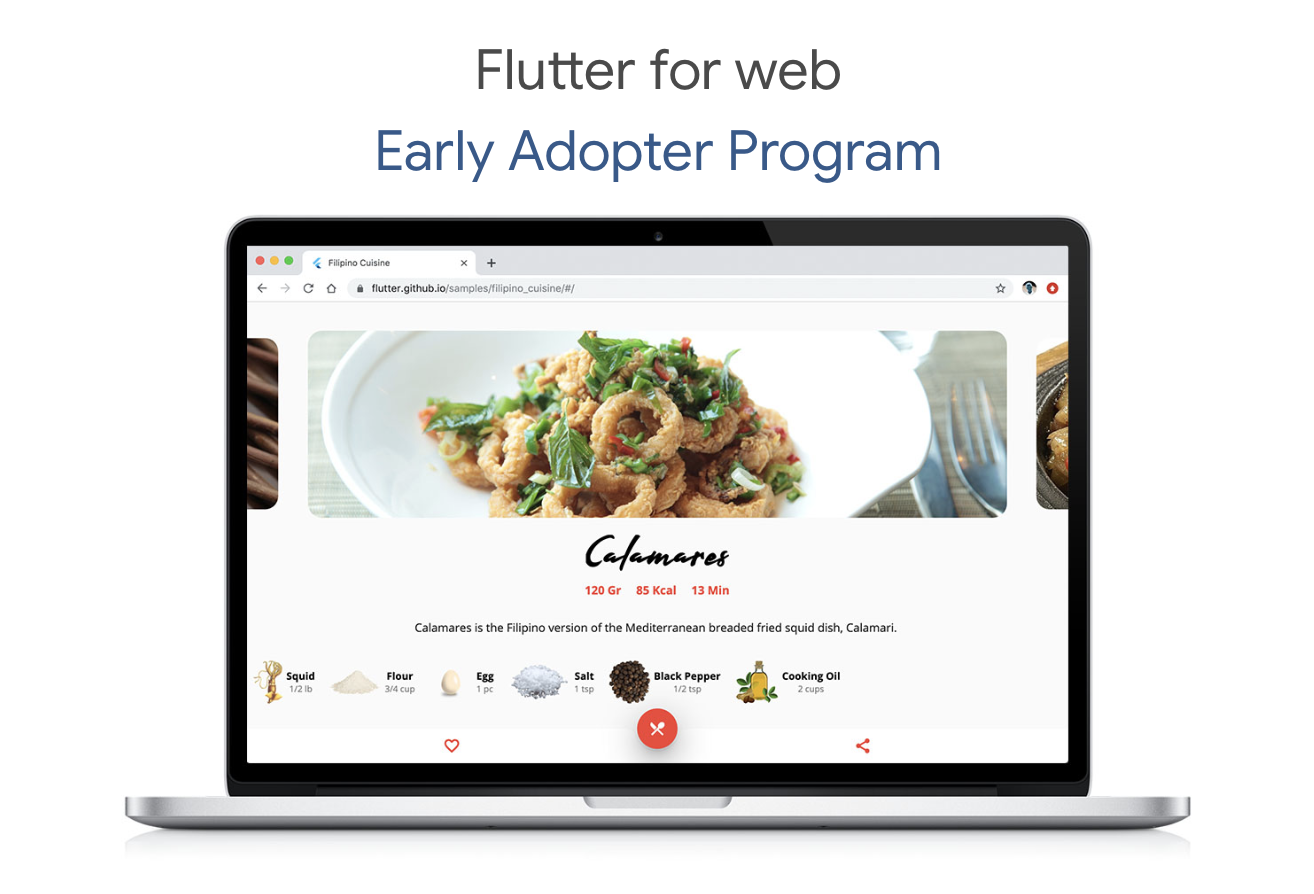 Flutter for web
Early Adopter Program
Filipino Cuisine
flutter.github.io/samples/filipino_cuisine/#/
Calamares
120 Gr 85 Kcal 13 Min
Calamares is the Filipino version of the Mediterranean breaded fried squid dish, Calamari.
Squid Flour Egg Salt Black Pepper Cooking Oil
1/2 lb 3/4 cup 1 pc 1 tsp 1/2 tsp 2 cups